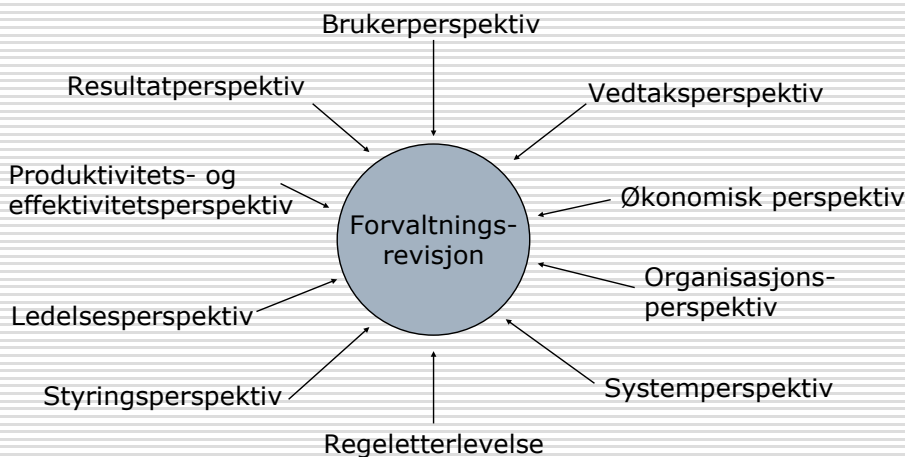 Brukerperspektiv
Resultatperspektiv
Vedtaksperspektiv
Produktivitets- og
effektivitetsperspektiv
Økonomisk perspektiv
Forvaltnings-
revisjon
Organisasjons-
perspektiv
Ledelsesperspektiv
Styringsperspektiv
Systemperspektiv
Regeletterlevelse